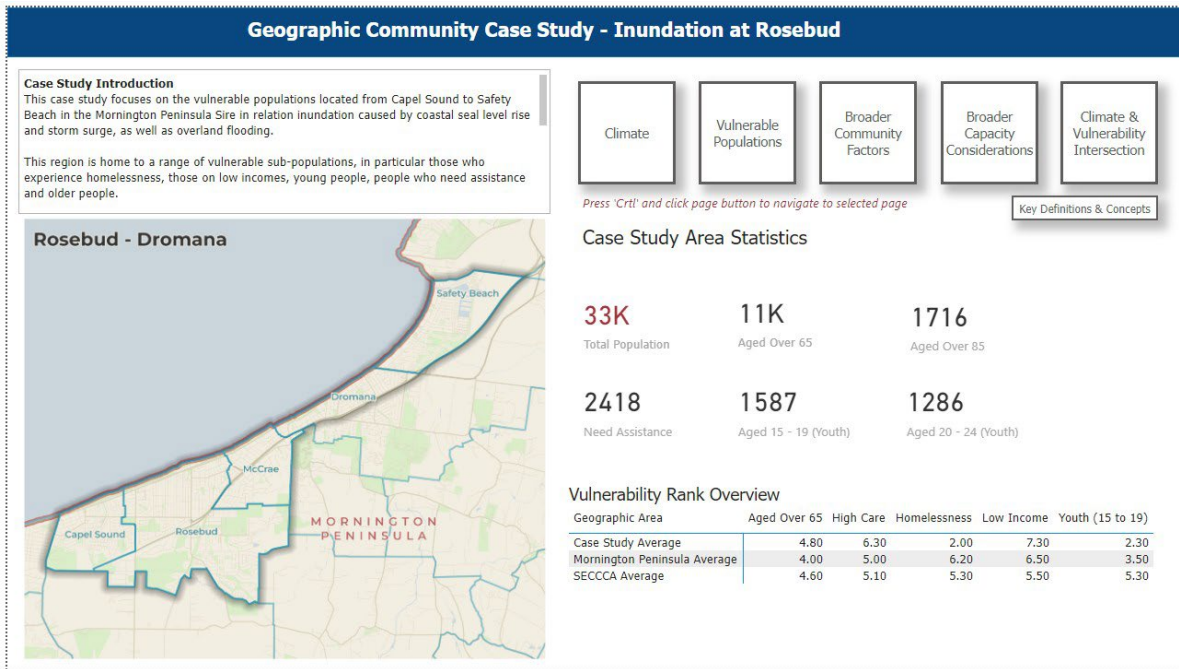 Geographic Community Case Study - Inundation at Rosebud
Case Study Introduction
This case study focuses on the vulnerable populations located from Capel Sound to Safety
Beach in the Mornington Peninsula Sire in relation inundation caused by coastal seal level rise
and storm surge, as well as overland flooding.
This region is home to a range of vulnerable sub-populations, in particular those who
experience homelessness, those on low incomes, young people, people who need assistance
and older people.
Climate
Vulnerable
Populations
Broader
Community
Factors
Broader
Capacity
Considerations
Climate &
Vulnerability
Intersection
Press 'Crtl' and click page button to navigate to selected page
Key Definitions & Concepts
Rosebud - Dromana
Safety Beach
Dromana
McCrae
Capel Sound
Rosebud
MORNINGTON
PENINSULA
Case Study Area Statistics
33K
Total Population
11K
Aged Over 65
1716
Aged Over 85
2418
Need Assistance
1587
Aged 15 - 19 (Youth)
1286
Aged 20 - 24 (Youth)
Vulnerability Rank Overview
Geographic Area Aged Over 65 High Care Homelessness Low Income Youth (15 to 19)
Case Study Average 4.80 6.30 2.00 7.30 2.30
Mornington Peninsula Average 4.00 5.00 6.20 6.50 3.50
SECCCA Average 4.60 5.10 5.30 5.50 5.30